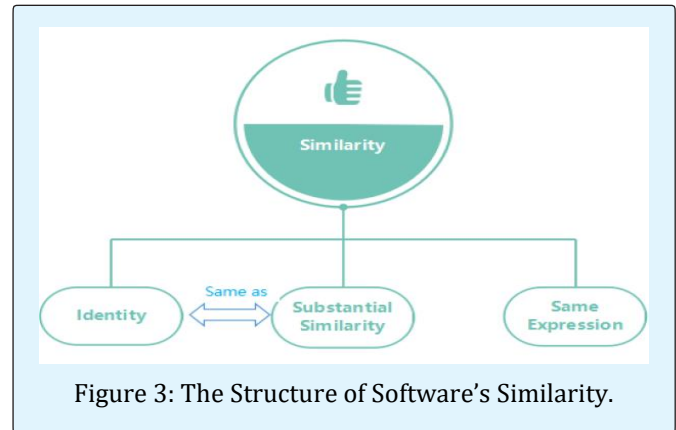 Similarity
Same as
Identity
Substantial
Similarity
Same
Expression
Figure 3: The Structure of Software’s Similarity.